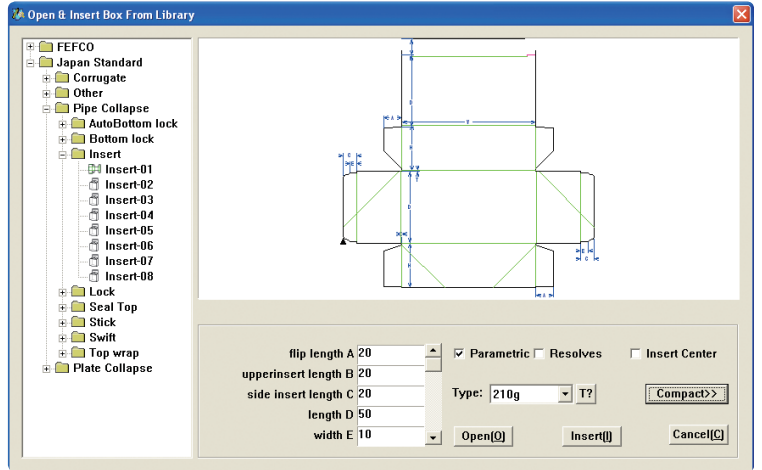 Open & Insert Box From Library
FEFCO
Japan Standard
Corrugate
Other
Pipe Collapse
AutoBottom lock
Bottom lock
Insert
Insert-01
Insert-02
Insert-03
Insert-04
Insert-05
Insert-06
Insert-07
Insert-08
Lock
Seal Top
Stick
Swift
Top wrap
Plate Collapse
flip length A 20
upperinsert length B 20
side insert length C 20
length D 50
width E 10
Parametric
Resolves
Insert Center
Type: 210g T?
Compact>>
Open(O)
Insert(I)
Cancel(C)